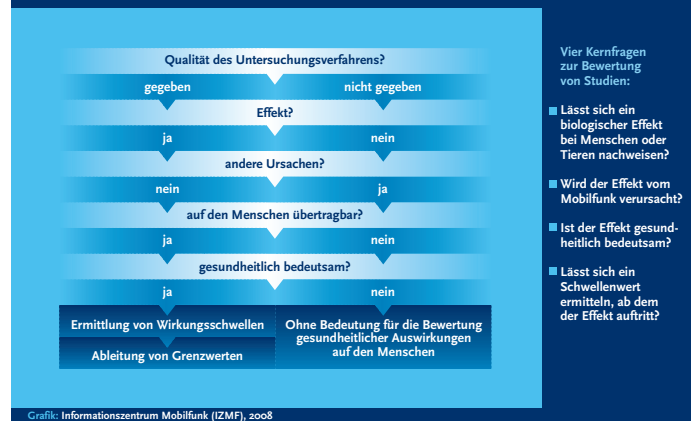 Qualität des Untersuchungsverfahrens?
gegeben nicht gegeben
Effekt?
ja nein
andere Ursachen?
nein ja
auf den Menschen übertragbar?
ja nein
gesundheitlich bedeutsam?
ja nein
Ermittlung von Wirkungsschwellen
Ableitung von Grenzwerten
Ohne Bedeutung für die Bewertung
gesundheitlicher Auswirkungen
auf den Menschen
Vier Kernfragen
zur Bewertung
von Studien:
Lässt sich ein
biologischer Effekt
bei Menschen oder
Tieren nachweisen?
Wird der Effekt vom
Mobilfunk verursacht?
Ist der Effekt gesund-
heitlich bedeutsam?
Lässt sich ein
Schwellenwert
ermitteln, ab dem
der Effekt auftritt?
Grafik: Informationszentrum Mobilfunk (IZMF), 2008